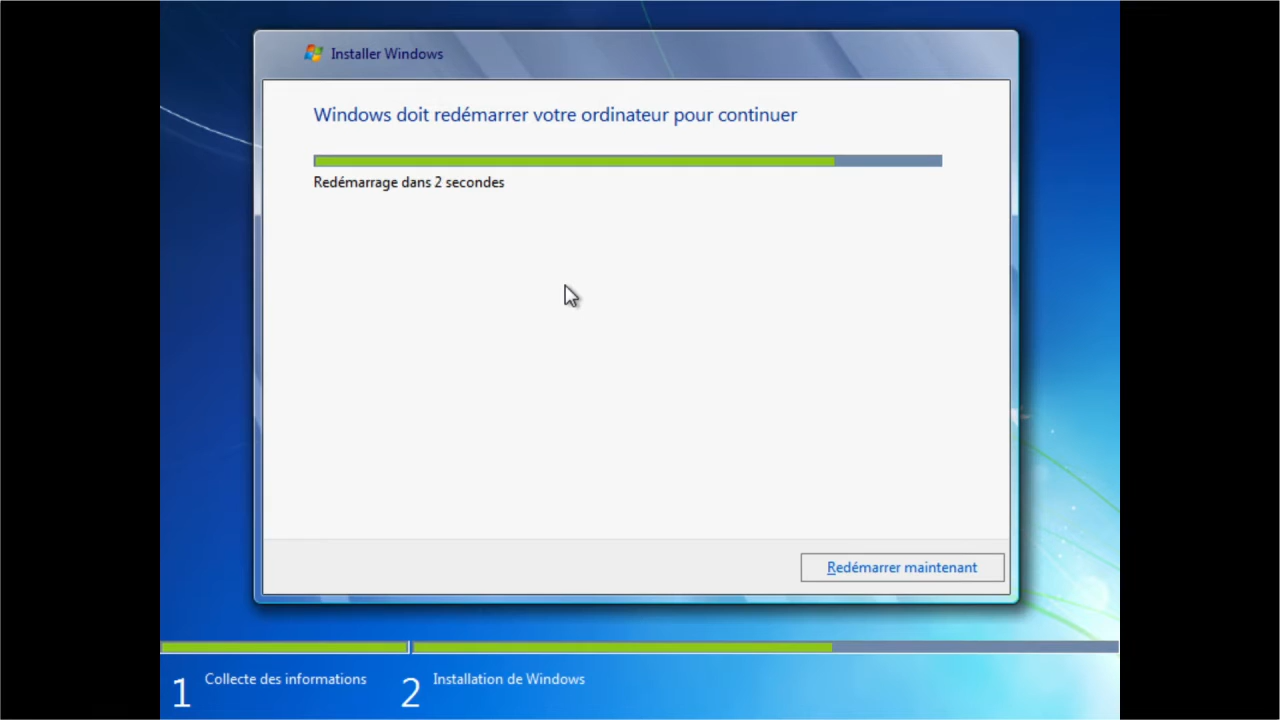 Installer Windows
Windows doit redémarrer votre ordinateur pour continuer
Redémarrage dans 2 secondes
Redémarrer maintenant
1 Collecte des informations
2 Installation de Windows